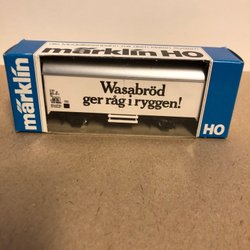 märklin HO
Wasabröd
ger råg i ryggen!
märklin
HO